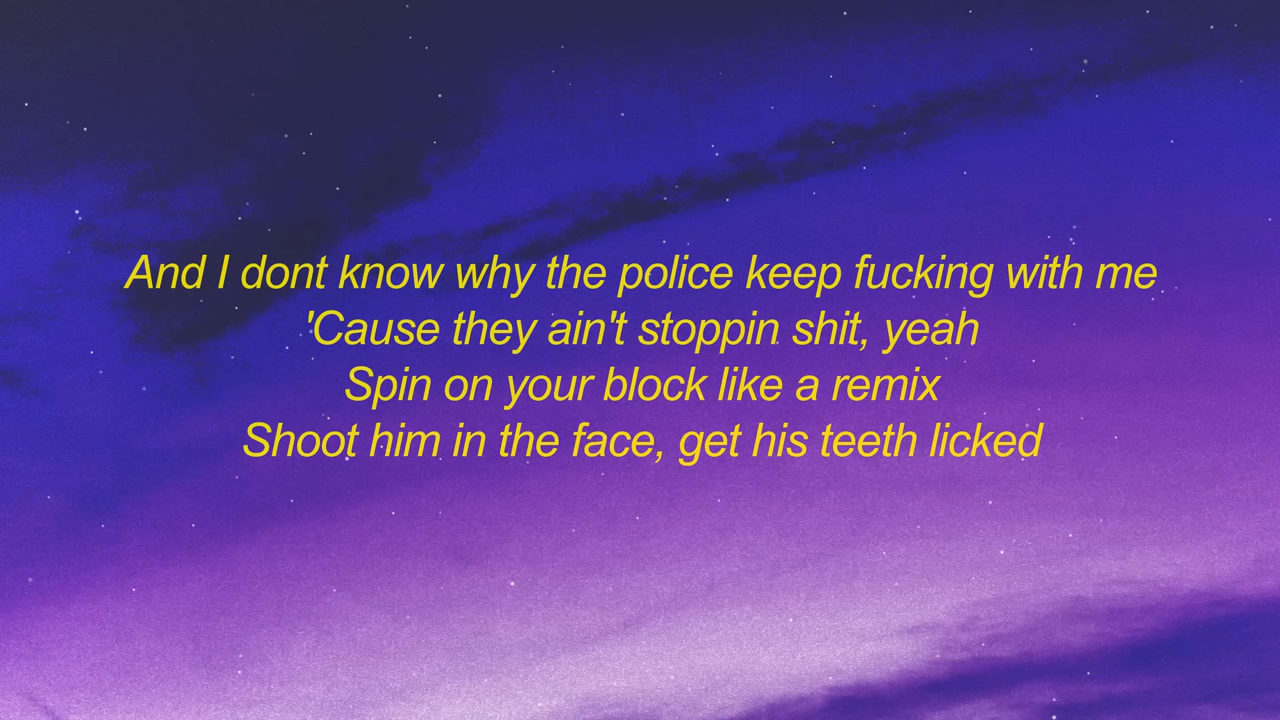 And I dont know why the police keep fucking with me
'Cause they ain't stoppin shit, yeah
Spin on your block like a remix
Shoot him in the face, get his teeth licked